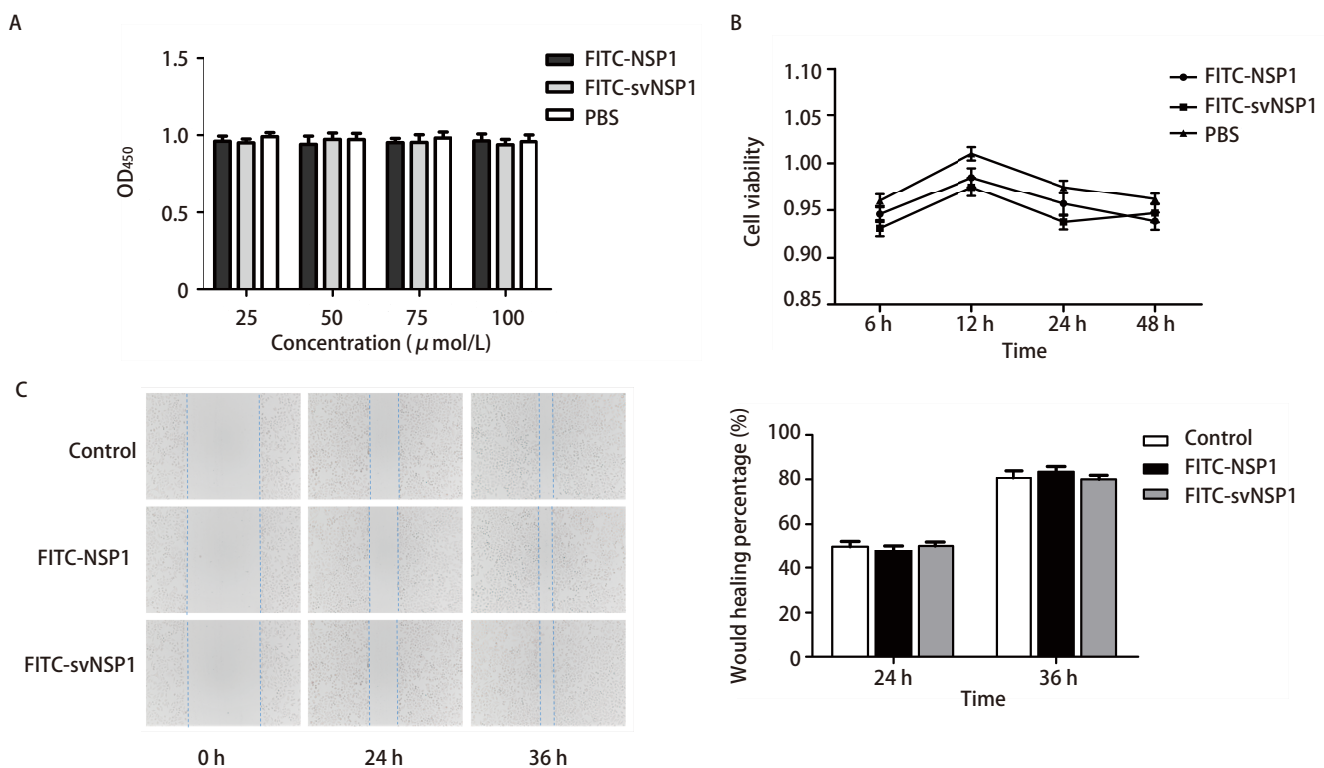 A
1.5
1.0
0.5
0
OD450
25 50 75 100
Concentration ( μ mol/L)
FITC-NSP1
FITC-svNSP1
PBS
B
1.10
1.05
1.00
0.95
0.90
0.85
Cell viability
6 h 12 h 24 h 48 h
Time
FITC-NSP1
FITC-svNSP1
PBS
C
Control
FITC-NSP1
FITC-svNSP1
0 h 24 h 36 h
100
80
60
40
20
0
Would healing percentage (%)
24 h 36 h
Time
Control
FITC-NSP1
FITC-svNSP1